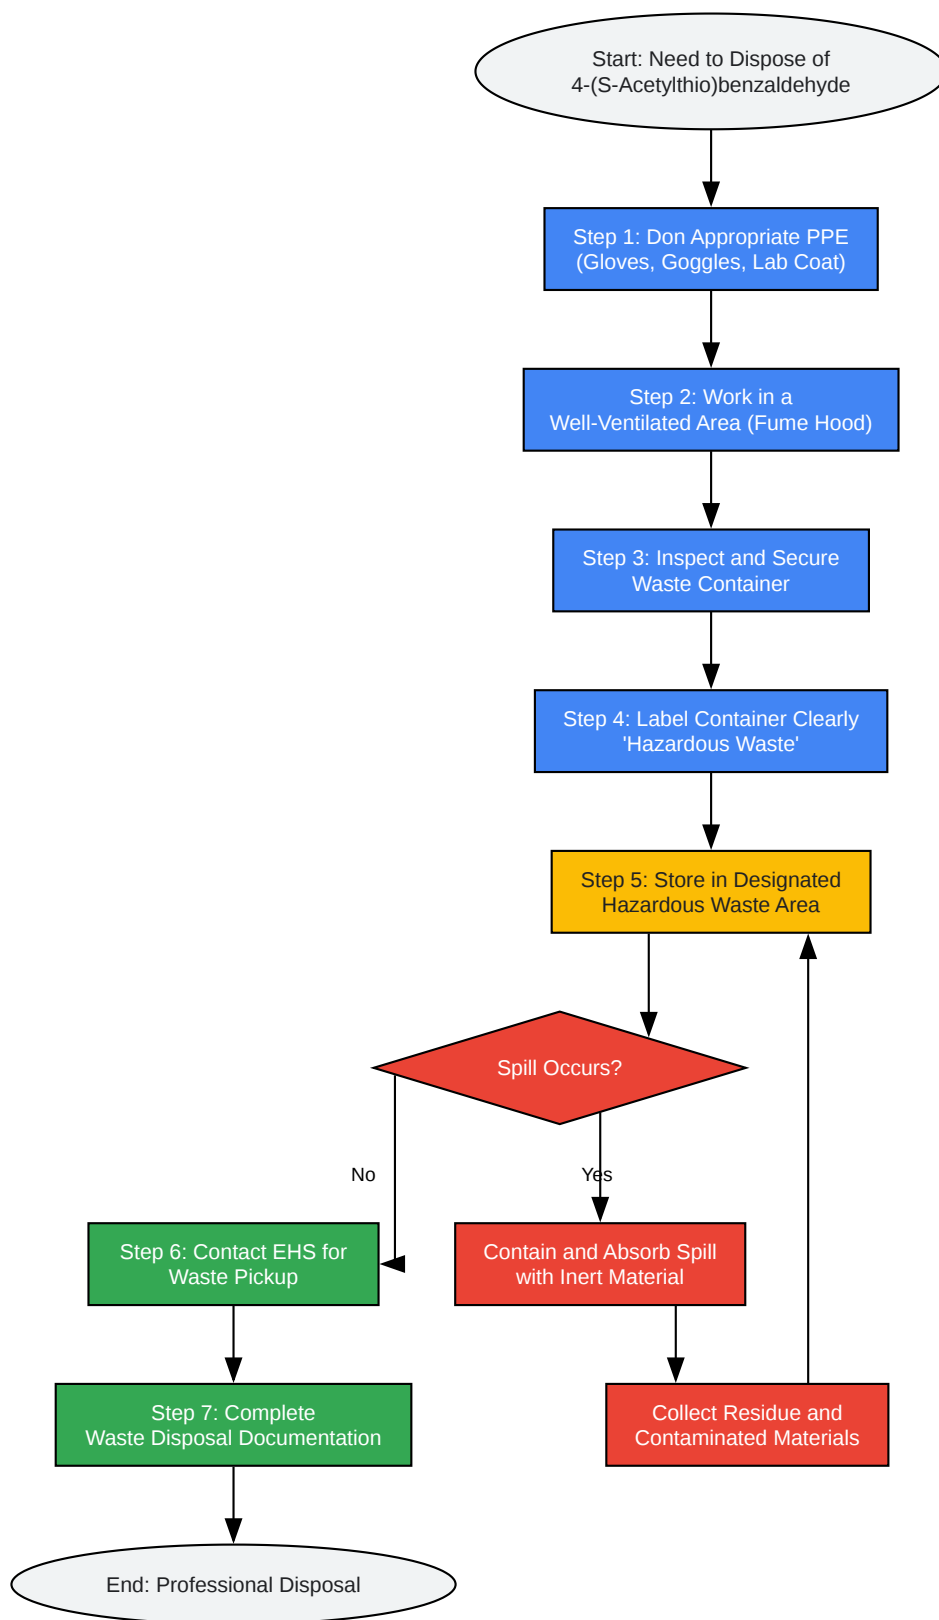 Start: Need to Dispose of
4-(S-Acetylthio)benzaldehyde
Step 1: Don Appropriate PPE
(Gloves, Goggles, Lab Coat)
Step 2: Work in a
Well-Ventilated Area (Fume Hood)
Step 3: Inspect and Secure
Waste Container
Step 4: Label Container Clearly
'Hazardous Waste'
Step 5: Store in Designated
Hazardous Waste Area
Spill Occurs?
No
Yes
Step 6: Contact EHS for
Waste Pickup
Contain and Absorb Spill
with Inert Material
Step 7: Complete
Waste Disposal Documentation
Collect Residue and
Contaminated Materials
End: Professional Disposal